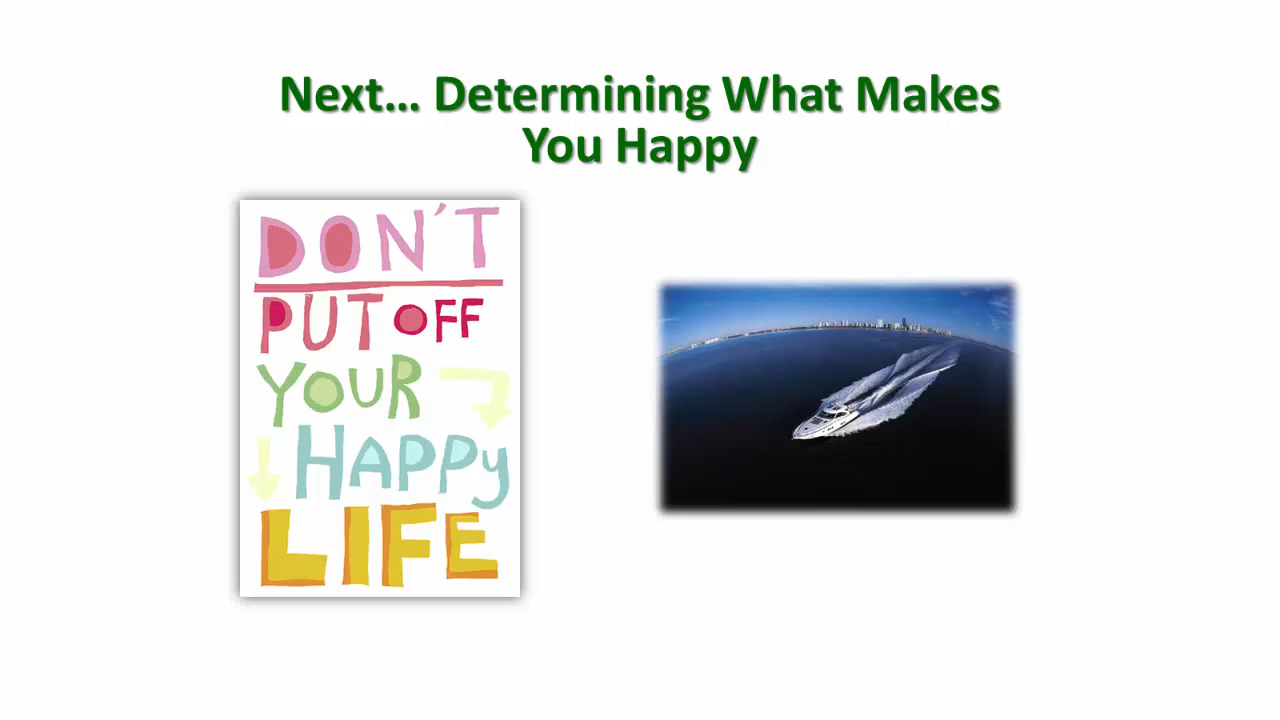 Next... Determining What Makes
You Happy
DON'T
PUT OFF
YOUR
HAPPy
LIFE